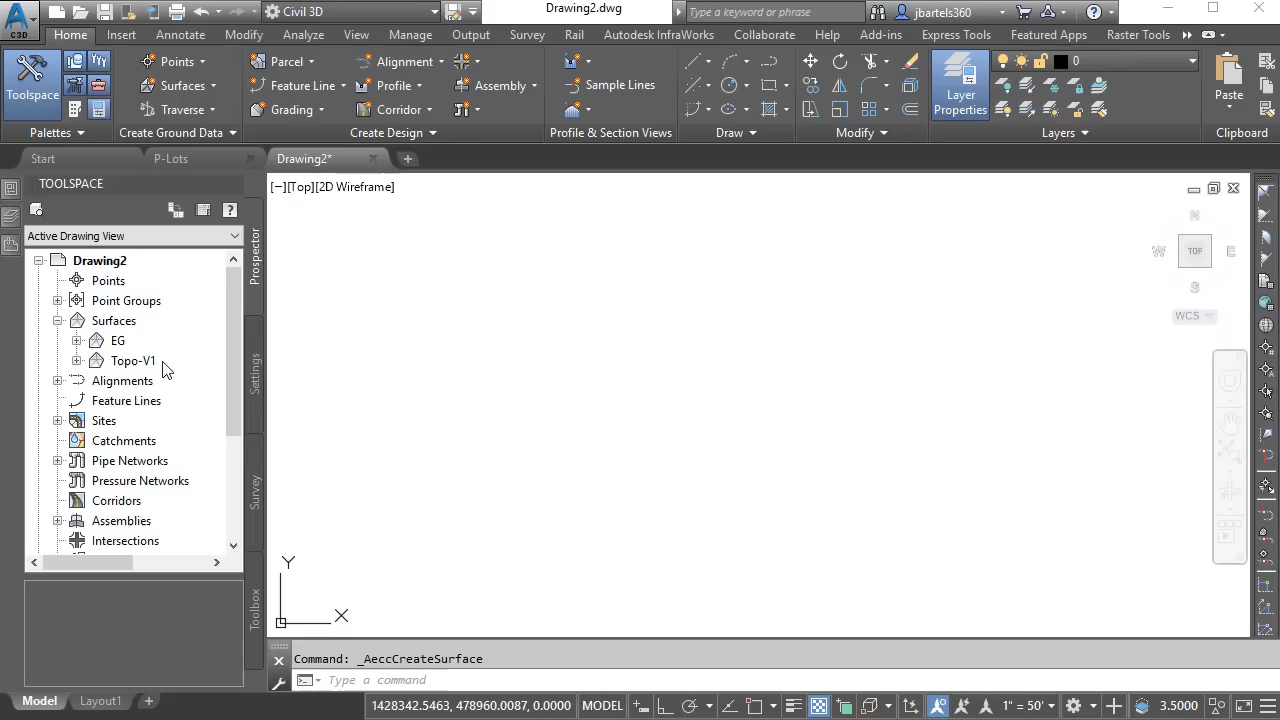 C3D
Civil 3D
Drawing2.dwg
Type a keyword or phrase
jbartels360
Home Insert Annotate Modify Analyze View Manage Output Survey Rail Autodesk InfraWorks Collaborate Help Add-ins Express Tools Featured Apps Raster Tools
Toolspace
Points
Surfaces
Traverse
Parcel
Feature Line
Grading
Alignment
Profile
Corridor
Assembly
Sample Lines
Layer
Properties
0
Paste
Palettes Create Ground Data Create Design Profile & Section Views Draw Modify Layers Clipboard
Start P-Lots Drawing2*
TOOLSPACE
Active Drawing View
Drawing2
Points
Point Groups
Surfaces
EG
Topo-V1
Alignments
Feature Lines
Sites
Catchments
Pipe Networks
Pressure Networks
Corridors
Assemblies
Intersections
Prospector
Settings
Survey
Toolbox
[−][Top][2D Wireframe]
N
W TOP E
S
WCS
Y
X
Command: _AeccCreateSurface
Type a command
Model Layout1
1428342.5463, 478960.0087, 0.0000 MODEL 1" = 50' 3.5000